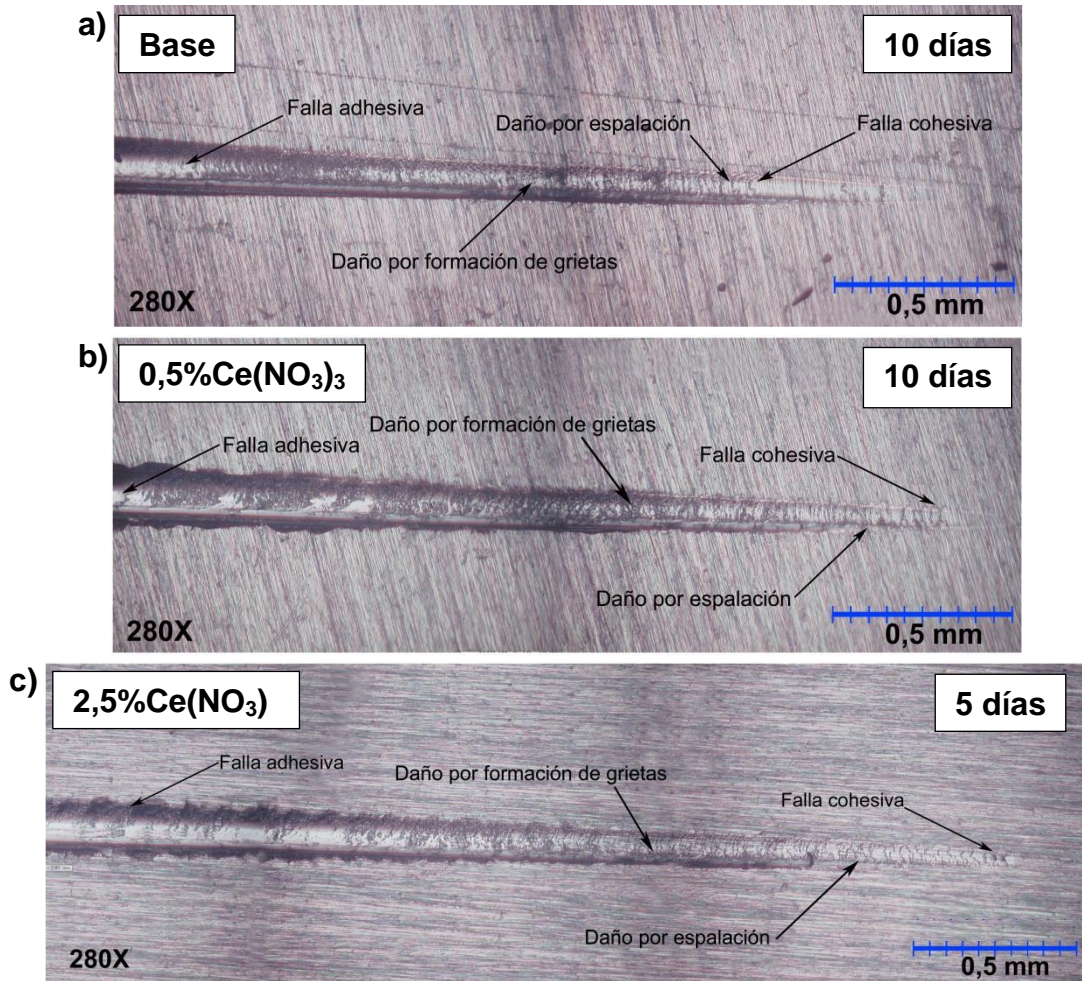 a)
Base
10 días
Falla adhesiva
Daño por espalación
Falla cohesiva
Daño por formación de grietas
280X
0,5 mm
b)
0,5%Ce(NO₃)₃
10 días
Daño por formación de grietas
Falla adhesiva
Falla cohesiva
Daño por espalación
280X
0,5 mm
c)
2,5%Ce(NO₃)
5 días
Falla adhesiva
Daño por formación de grietas
Falla cohesiva
Daño por espalación
280X
0,5 mm